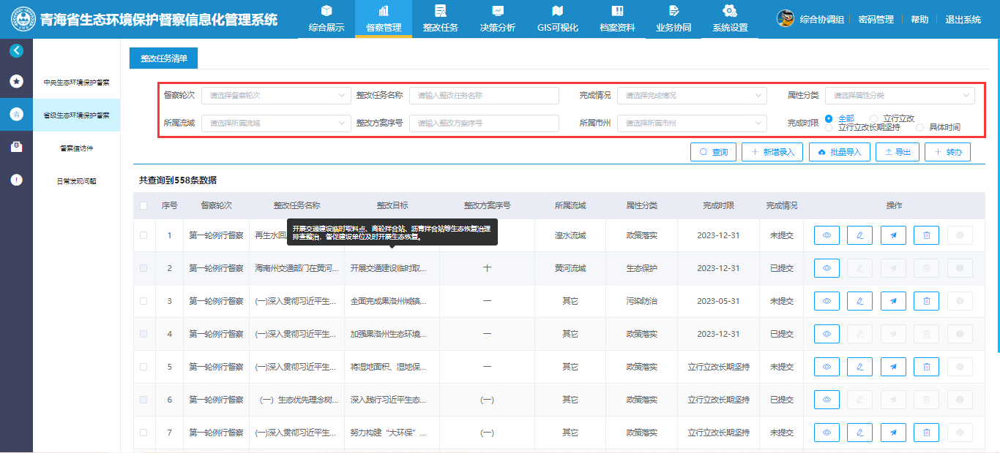 青海省生态环境保护督察信息化管理系统
综合展示 督察管理 整改任务 决策分析 GIS可视化 档案资料 业务协同 系统设置
综合协调组 密码管理 帮助 退出系统
中央生态环境保护督察
省 省级生态环境保护督察
督察信访件
日常发现问题
整改任务清单
督察轮次 请选择督察轮次 整改任务名称 请输入整改任务名称 完成情况 请选择完成情况 属性分类 请选择属性分类
所属流域 请选择所属流域 整改方案序号 请输入整改方案序号 所属市州 请选择所属市州 完成时限 全部 立行立改
立行立改长期坚持 具体时间
查询 新增录入 批量导入 导出 转办
共查询到558条数据
序号 督察轮次 整改任务名称 整改目标 整改方案序号 所属流域 属性分类 完成时限 完成情况 操作
开展交通建设临时取料点、商砼拌合站、沥青拌合站等生态恢复治理
排查整治，督促建设单位及时开展生态恢复。
1 第一轮例行督察 再生水回 湟水流域 政策落实 2023-12-31 未提交
2 第一轮例行督察 海南州交通部门在黄河... 开展交通建设临时取... 十 黄河流域 生态保护 2023-12-31 已提交
3 第一轮例行督察 (一)深入贯彻习近平生... 全面完成果洛州城镇... 一 其它 污染防治 2023-05-31 未提交
4 第一轮例行督察 (一)深入贯彻习近平生... 加强果洛州生态环境... 一 其它 政策落实 2023-12-31 已提交
5 第一轮例行督察 (一)深入贯彻习近平生... 将湿地面积、湿地保... 一 其它 政策落实 立行立改长期坚持 未提交
6 第一轮例行督察 （一）生态优先理念树... 深入践行习近平生态... (一) 其它 政策落实 立行立改长期坚持 已提交
7 第一轮例行督察 (一)深入贯彻习近平生... 努力构建“大环保”... (一) 其它 政策落实 立行立改长期坚持 未提交